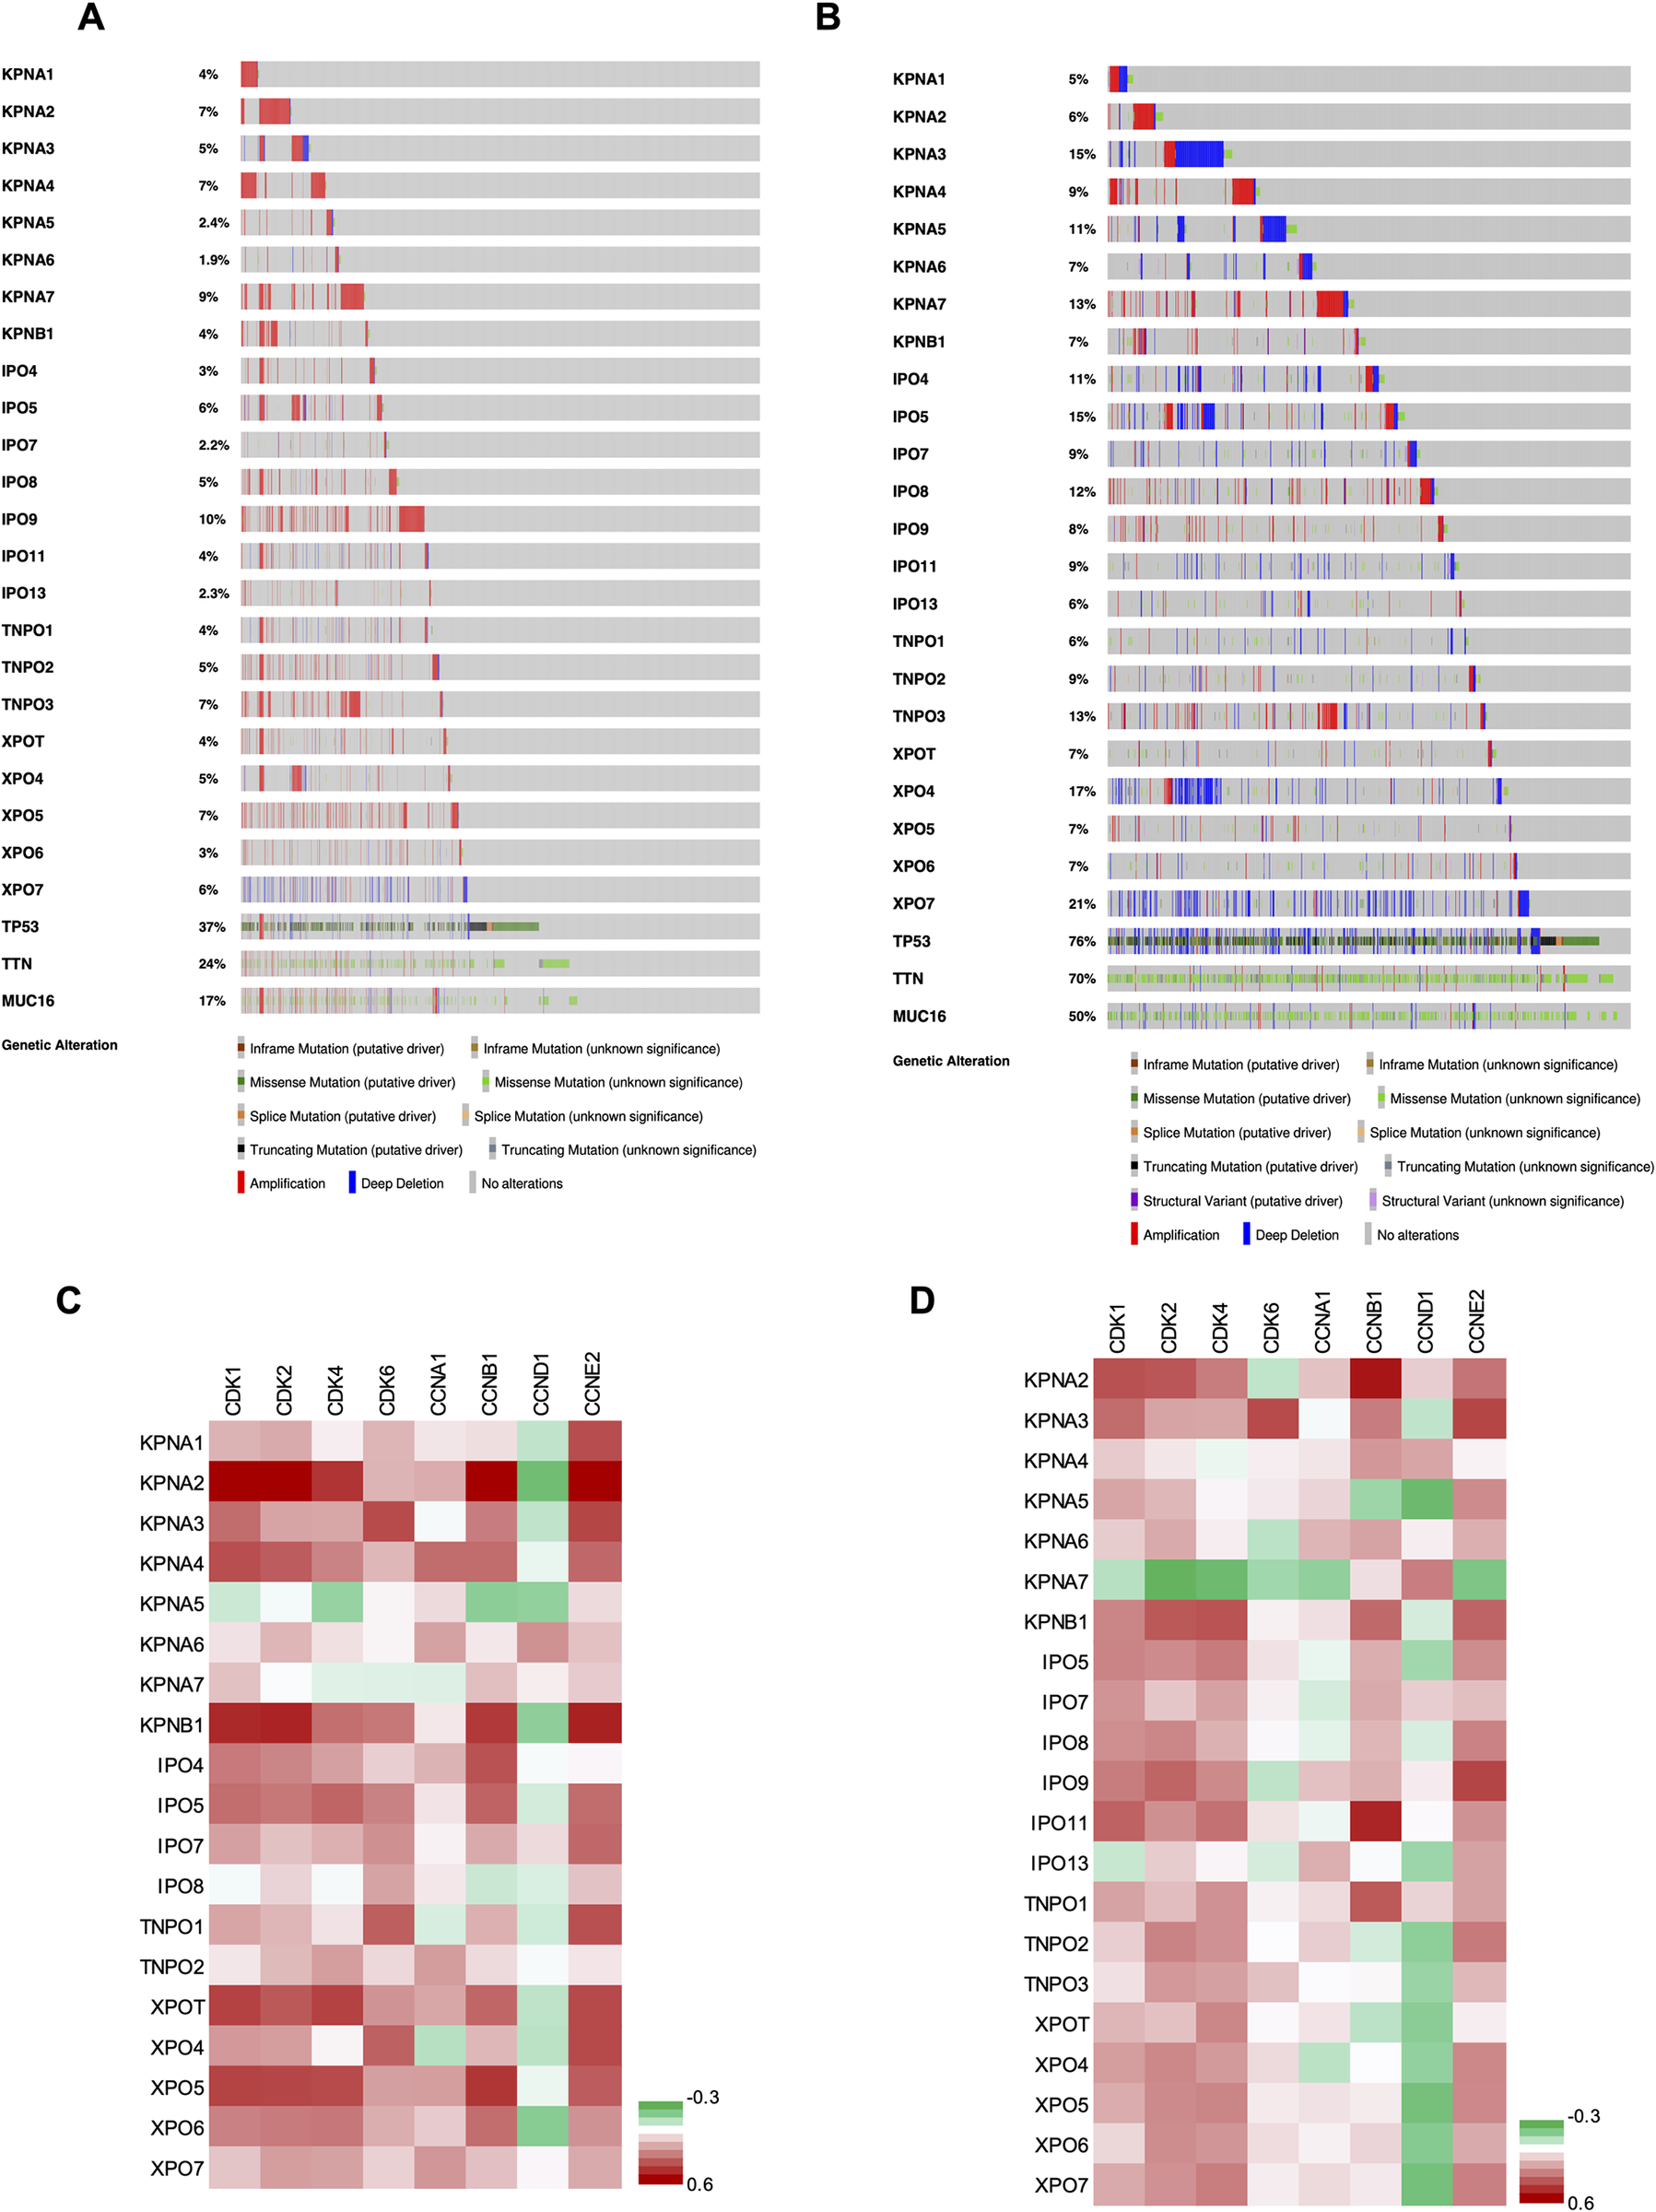 A
KPNA1 4%
KPNA2 7%
KPNA3 5%
KPNA4 7%
KPNA5 2.4%
KPNA6 1.9%
KPNA7 9%
KPNB1 4%
IPO4 3%
IPO5 6%
IPO7 2.2%
IPO8 5%
IPO9 10%
IPO11 4%
IPO13 2.3%
TNPO1 4%
TNPO2 5%
TNPO3 7%
XPOT 4%
XPO4 5%
XPO5 7%
XPO6 3%
XPO7 6%
TP53 37%
TTN 24%
MUC16 17%
Genetic Alteration
Inframe Mutation (putative driver) Inframe Mutation (unknown significance)
Missense Mutation (putative driver) Missense Mutation (unknown significance)
Splice Mutation (putative driver) Splice Mutation (unknown significance)
Truncating Mutation (putative driver) Truncating Mutation (unknown significance)
Amplification Deep Deletion No alterations
B
KPNA1 5%
KPNA2 6%
KPNA3 15%
KPNA4 9%
KPNA5 11%
KPNA6 7%
KPNA7 13%
KPNB1 7%
IPO4 11%
IPO5 15%
IPO7 9%
IPO8 12%
IPO9 8%
IPO11 9%
IPO13 6%
TNPO1 6%
TNPO2 9%
TNPO3 13%
XPOT 7%
XPO4 17%
XPO5 7%
XPO6 7%
XPO7 21%
TP53 76%
TTN 70%
MUC16 50%
Genetic Alteration
Inframe Mutation (putative driver) Inframe Mutation (unknown significance)
Missense Mutation (putative driver) Missense Mutation (unknown significance)
Splice Mutation (putative driver) Splice Mutation (unknown significance)
Truncating Mutation (putative driver) Truncating Mutation (unknown significance)
Structural Variant (putative driver) Structural Variant (unknown significance)
Amplification Deep Deletion No alterations
C
CDK1 CDK2 CDK4 CDK6 CCNA1 CCNB1 CCND1 CCNE2
KPNA1
KPNA2
KPNA3
KPNA4
KPNA5
KPNA6
KPNA7
KPNB1
IPO4
IPO5
IPO7
IPO8
TNPO1
TNPO2
XPOT
XPO4
XPO5
XPO6
XPO7
-0.3
0.6
D
CDK1 CDK2 CDK4 CDK6 CCNA1 CCNB1 CCND1 CCNE2
KPNA2
KPNA3
KPNA4
KPNA5
KPNA6
KPNA7
KPNB1
IPO5
IPO7
IPO8
IPO9
IPO11
IPO13
TNPO1
TNPO2
TNPO3
XPOT
XPO4
XPO5
XPO6
XPO7
-0.3
0.6